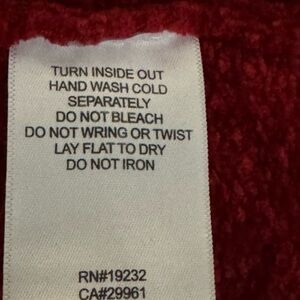 TURN INSIDE OUT
HAND WASH COLD
SEPARATELY
DO NOT BLEACH
DO NOT WRING OR TWIST
LAY FLAT TO DRY
DO NOT IRON
RN#19232
CA#29961